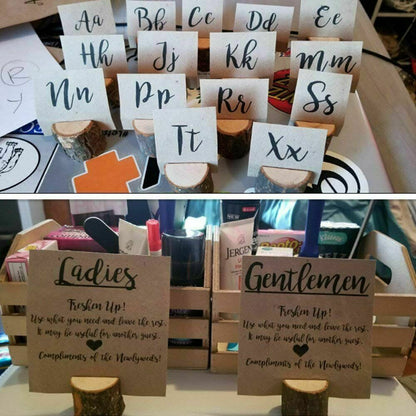 Aa Bb Cc Dd Ee
Hh Jj Kk Mm
Nn Pp Rr Ss
Tt Xx
Ladies
Freshen Up!
Use what you need and leave the rest.
It may be useful for another guest.
Compliments of the Newlyweds!
JERGENS
Gentlemen
Freshen Up!
Use what you need and leave the rest.
It may be useful for another guest.
Compliments of the Newlyweds!